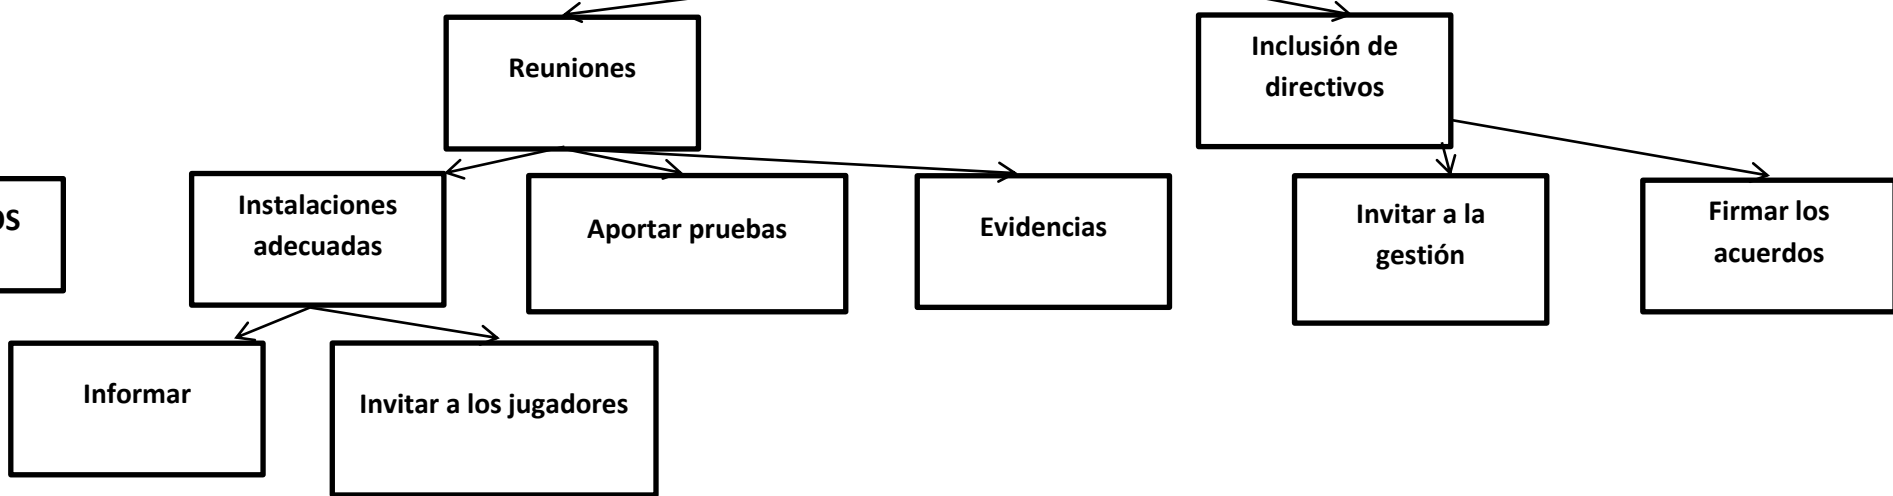 Reuniones
Inclusión de
directivos
Instalaciones
adecuadas
Aportar pruebas
Evidencias
Invitar a la
gestión
Firmar los
acuerdos
Informar
Invitar a los jugadores